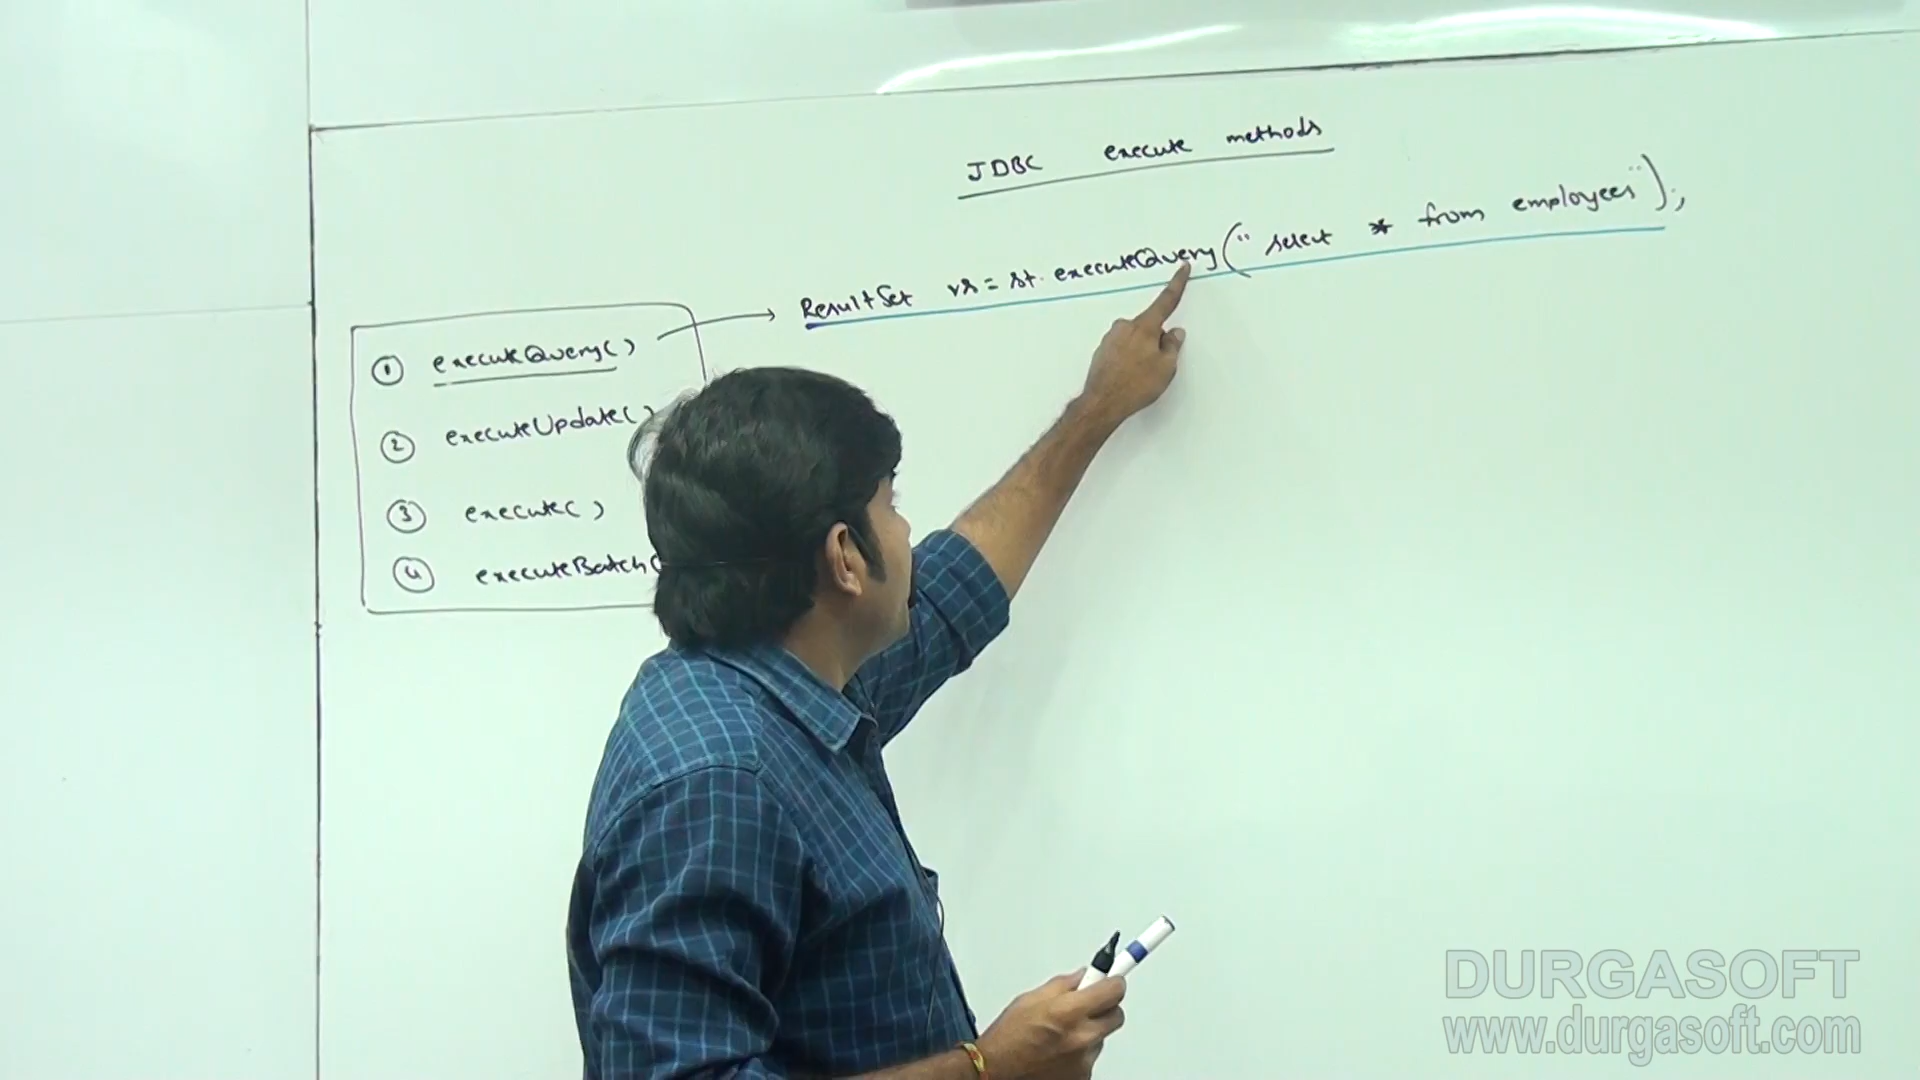 JDBC execute methods
ResultSet rs = st.executeQuery("select * from employees");
① executeQuery()
② executeUpdate()
③ execute()
④ executeBatch(
DURGASOFT
www.durgasoft.com